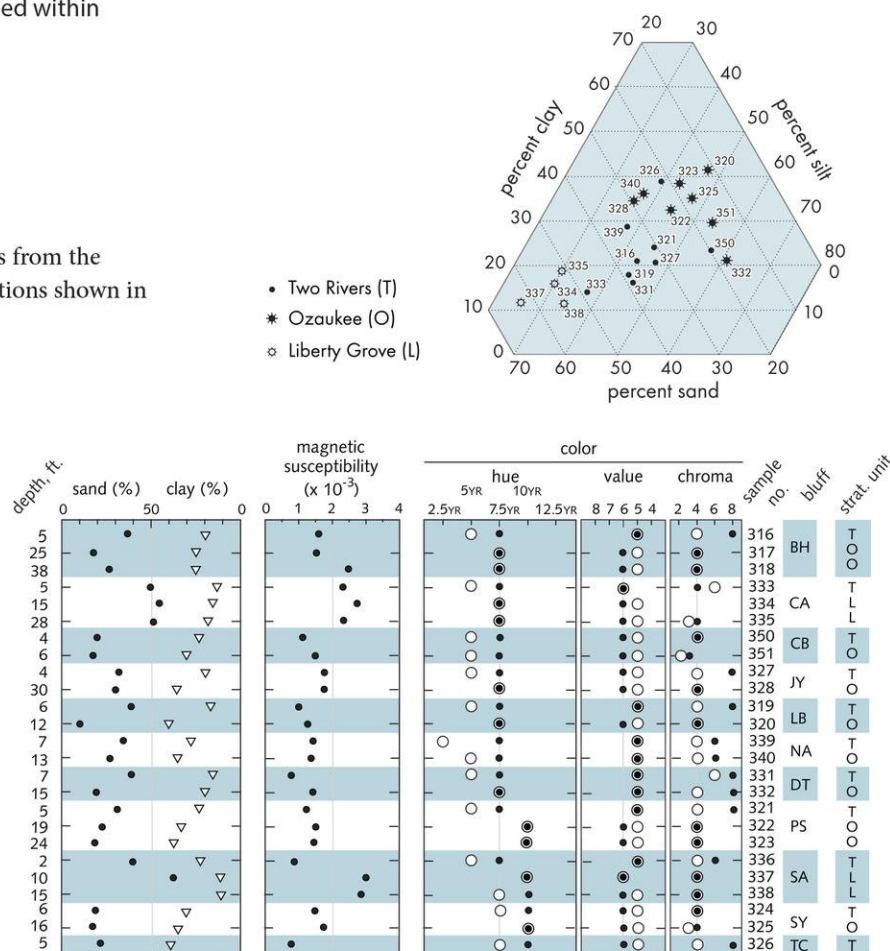 ed within
s from the
tions shown in
20 30
70
60 40
50 50
percent clay percent silt
40 60
30 70
20 80
10 0
0 10
70 60 50 40 30 20
percent sand
320
326 323
340 325
328 322 351
339
321 350
316 327 332
319
335 331
337 334 333
338
Two Rivers (T)
Ozaukee (O)
Liberty Grove (L)
depth, ft. sand (%) clay (%) magnetic susceptibility (x 10-3) color sample no. bluff strat. unit
hue value chroma
5YR 10YR
2.5YR 7.5YR 12.5YR
0 50 0 0 1 2 3 4 8 7 6 5 4 2 4 6 8
5 316 BH T
25 317 O
38 318 O
5 333 CA T
15 334 L
28 335 L
4 350 CB T
6 351 O
4 327 JY T
30 328 O
6 319 LB T
12 320 O
7 339 NA T
13 340 O
7 331 DT T
15 332 O
5 321 PS T
19 322 O
24 323 O
2 336 SA T
10 337 L
15 338 L
6 324 SY T
16 325 O
5 326 TC T